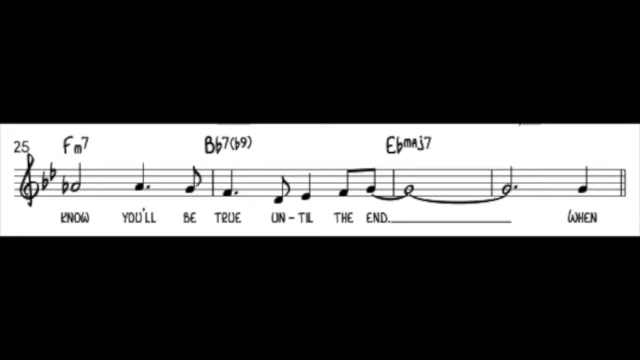 25 Fm7 Bb7(b9) Ebmaj7
KNOW YOU'LL BE TRUE UN-TIL THE END. WHEN